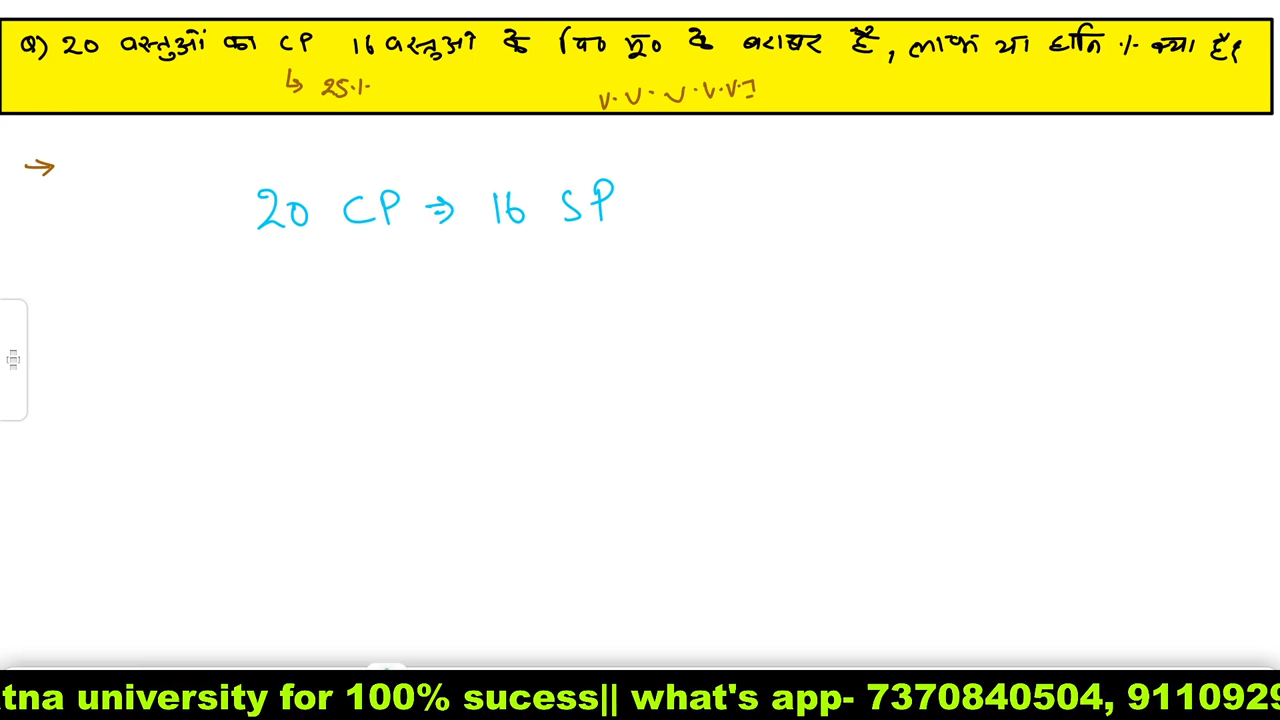 Q) 20 वस्तुओं का CP 16 वस्तुओं के वि० मू० के बराबर है, लाभ या हानि % क्या है?
↳ 25% V.V.V.V.V.I
→
20 CP ⇒ 16 SP
atna university for 100% sucess|| what's app- 7370840504, 9110929